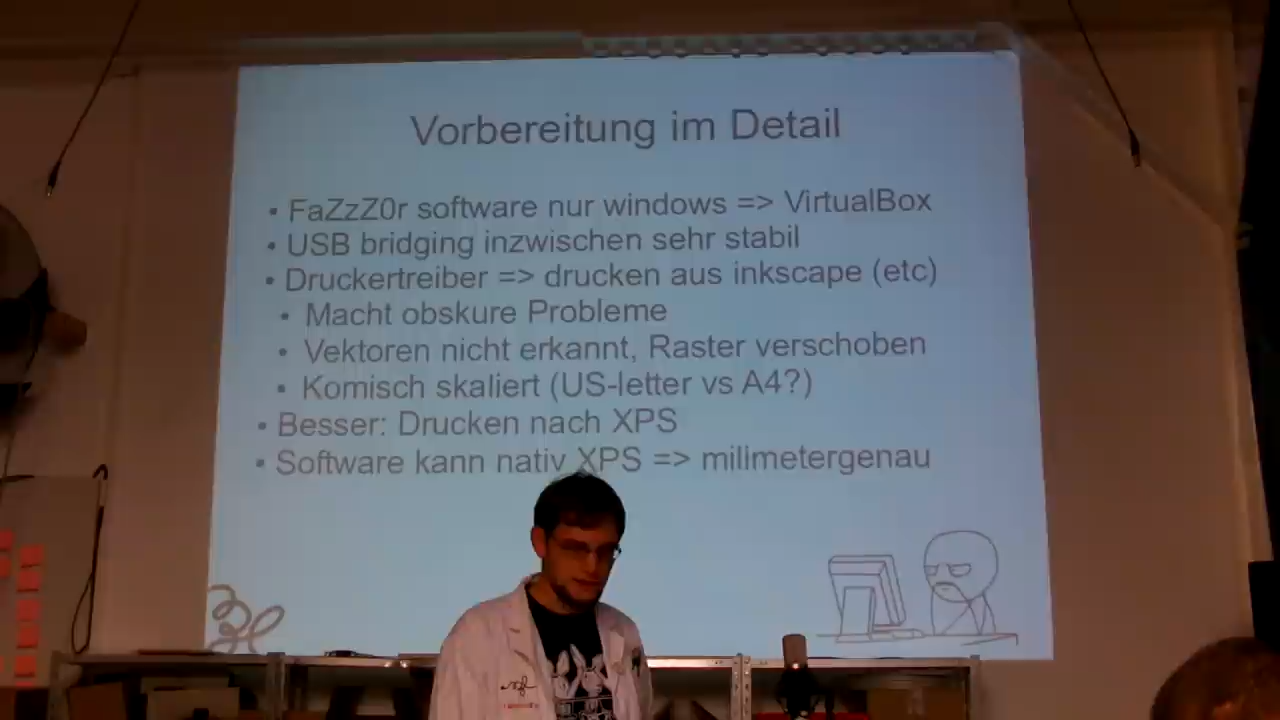 Vorbereitung im Detail
• FaZzZ0r software nur windows => VirtualBox
• USB bridging inzwischen sehr stabil
• Druckertreiber => drucken aus inkscape (etc)
• Macht obskure Probleme
• Vektoren nicht erkannt, Raster verschoben
• Komisch skaliert (US-letter vs A4?)
• Besser: Drucken nach XPS
• Software kann nativ XPS => milimetergenau